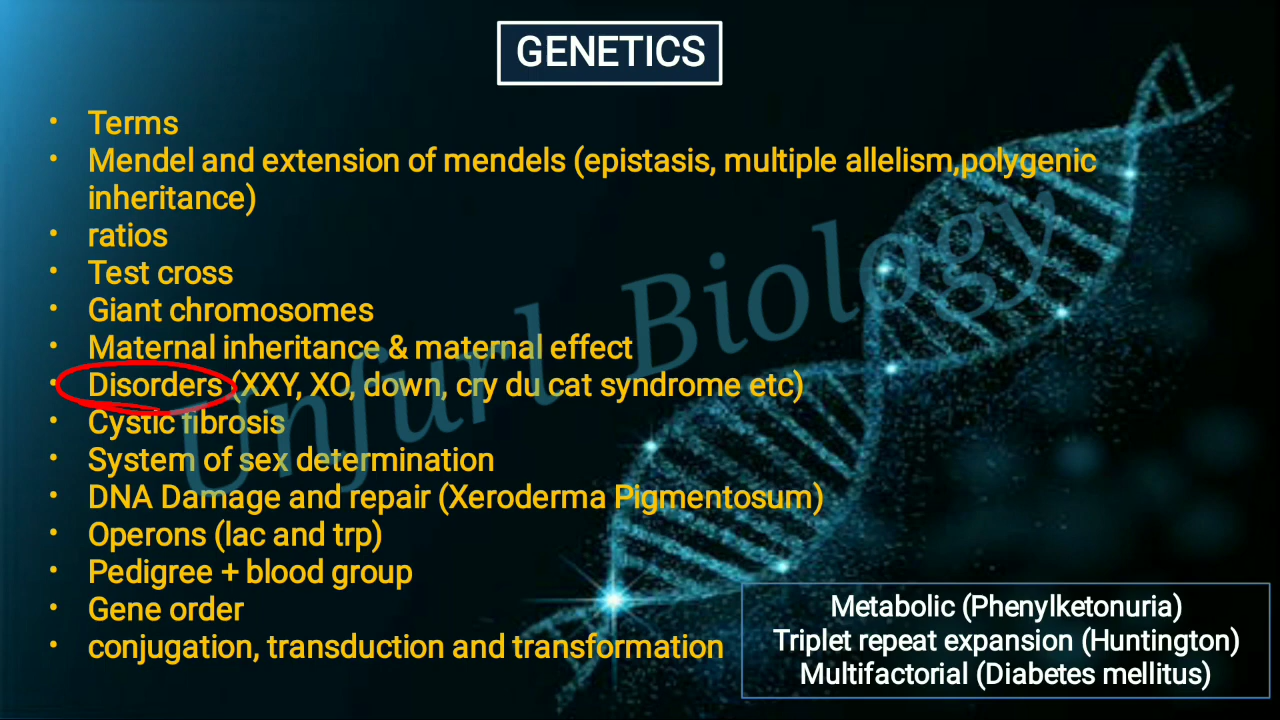 GENETICS
• Terms
• Mendel and extension of mendels (epistasis, multiple allelism,polygenic
inheritance)
• ratios
• Test cross
• Giant chromosomes
• Maternal inheritance & maternal effect
• Disorders (XXY, XO, down, cry du cat syndrome etc)
• Cystic fibrosis
• System of sex determination
• DNA Damage and repair (Xeroderma Pigmentosum)
• Operons (lac and trp)
• Pedigree + blood group
• Gene order
• conjugation, transduction and transformation
Metabolic (Phenylketonuria)
Triplet repeat expansion (Huntington)
Multifactorial (Diabetes mellitus)
Unfurl Biology